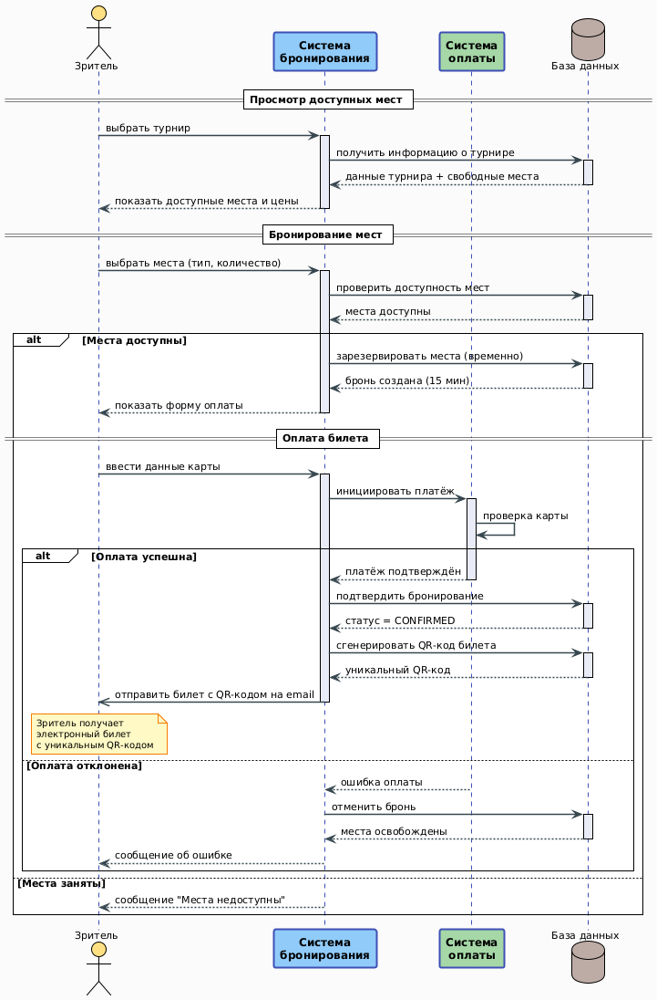 Зритель
Система
бронирования
Система
оплаты
База данных
Просмотр доступных мест
выбрать турнир
получить информацию о турнире
данные турнира + свободные места
показать доступные места и цены
Бронирование мест
выбрать места (тип, количество)
проверить доступность мест
места доступны
alt
[Места доступны]
зарезервировать места (временно)
бронь создана (15 мин)
показать форму оплаты
Оплата билета
ввести данные карты
инициировать платёж
проверка карты
alt
[Оплата успешна]
платёж подтверждён
подтвердить бронирование
статус = CONFIRMED
сгенерировать QR-код билета
уникальный QR-код
отправить билет с QR-кодом на email
Зритель получает
электронный билет
с уникальным QR-кодом
[Оплата отклонена]
ошибка оплаты
отменить бронь
места освобождены
сообщение об ошибке
[Места заняты]
сообщение "Места недоступны"
Зритель
Система
бронирования
Система
оплаты
База данных